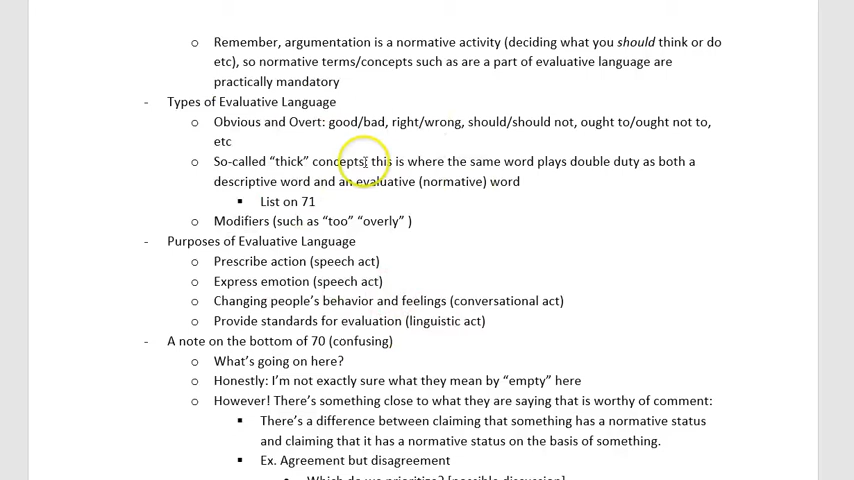 o Remember, argumentation is a normative activity (deciding what you should think or do
etc), so normative terms/concepts such as are a part of evaluative language are
practically mandatory
- Types of Evaluative Language
o Obvious and Overt: good/bad, right/wrong, should/should not, ought to/ought not to,
etc
o So-called “thick” concepts: this is where the same word plays double duty as both a
descriptive word and an evaluative (normative) word
▪ List on 71
o Modifiers (such as “too” “overly” )
- Purposes of Evaluative Language
o Prescribe action (speech act)
o Express emotion (speech act)
o Changing people’s behavior and feelings (conversational act)
o Provide standards for evaluation (linguistic act)
- A note on the bottom of 70 (confusing)
o What’s going on here?
o Honestly: I’m not exactly sure what they mean by “empty” here
o However! There’s something close to what they are saying that is worthy of comment:
▪ There’s a difference between claiming that something has a normative status
and claiming that it has a normative status on the basis of something.
▪ Ex. Agreement but disagreement
• Which do we prioritize? [possible discussion]